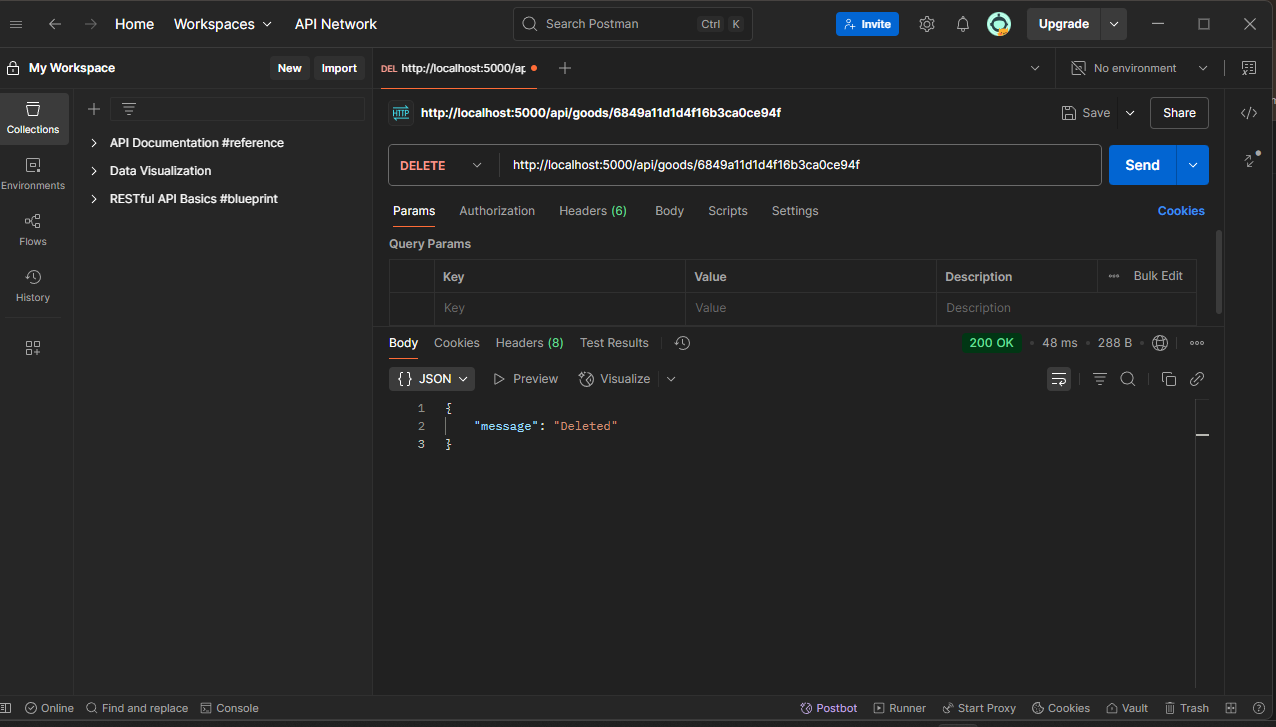 Home Workspaces API Network Search Postman Ctrl K Invite Upgrade
My Workspace New Import DEL http://localhost:5000/ap No environment
HTTP http://localhost:5000/api/goods/6849a11d1d4f16b3ca0ce94f Save Share
Collections
API Documentation #reference
Data Visualization
RESTful API Basics #blueprint
Environments
Flows
History
DELETE http://localhost:5000/api/goods/6849a11d1d4f16b3ca0ce94f Send
Params Authorization Headers (6) Body Scripts Settings Cookies
Query Params
Key Value Description Bulk Edit
Key Value Description
Body Cookies Headers (8) Test Results 200 OK • 48 ms • 288 B
{} JSON Preview Visualize
1 {
2 "message": "Deleted"
3 }
Online Find and replace Console Postbot Runner Start Proxy Cookies Vault Trash